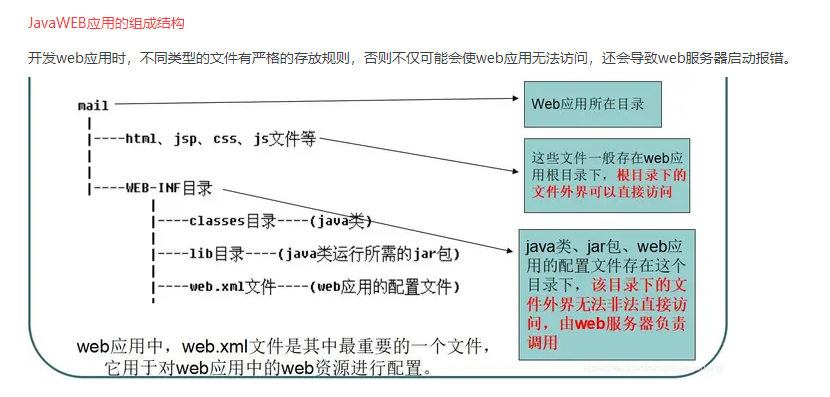 JavaWEB应用的组成结构
开发web应用时，不同类型的文件有严格的存放规则，否则不仅可能会使web应用无法访问，还会导致web服务器启动报错。
mail
Web应用所在目录
|----html、jsp、css、js文件等
这些文件一般存在web应
用根目录下，根目录下的
文件外界可以直接访问
|----WEB-INF目录
|----classes目录----(java类)
|----lib目录----(java类运行所需的jar包)
|----web.xml文件----(web应用的配置文件)
java类、jar包、web应
用的配置文件存在这个
目录下，该目录下的文
件外界无法非法直接访
问，由web服务器负责
调用
web应用中，web.xml文件是其中最重要的一个文件，
它用于对web应用中的web资源进行配置。